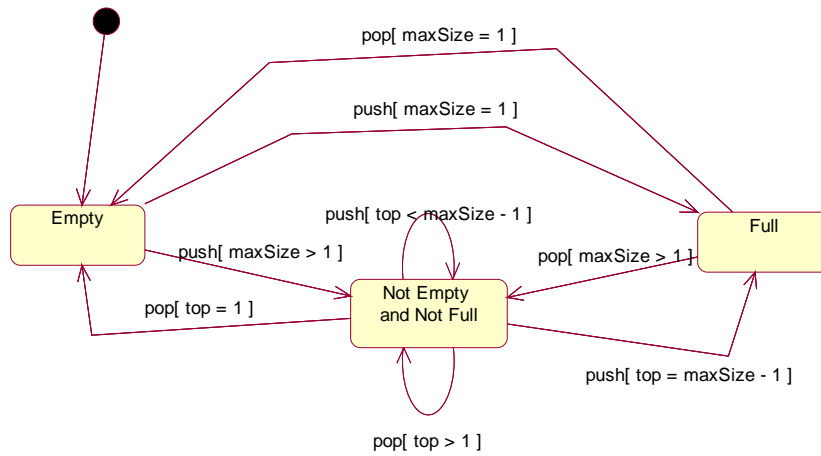 pop[ maxSize = 1 ]
push[ maxSize = 1 ]
Empty
push[ top < maxSize - 1 ]
Full
push[ maxSize > 1 ]
pop[ maxSize > 1 ]
Not Empty
and Not Full
pop[ top = 1 ]
push[ top = maxSize - 1 ]
pop[ top > 1 ]